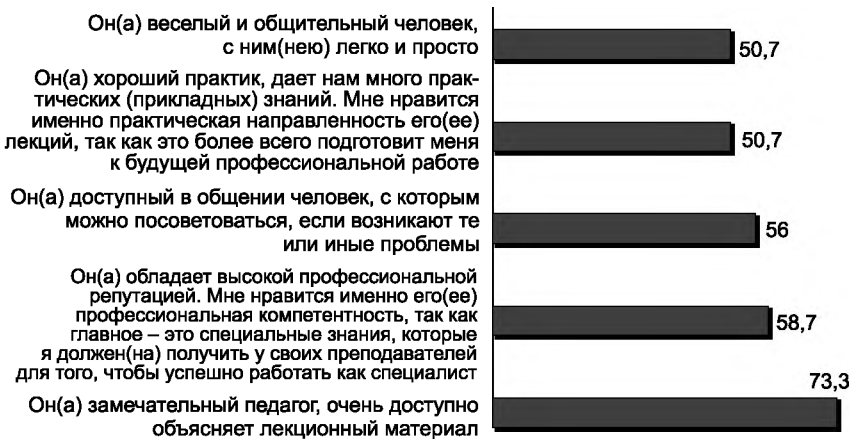 Он(а) веселый и общительный человек,
с ним(нею) легко и просто
50,7
Он(а) хороший практик, дает нам много прак-
тических (прикладных) знаний. Мне нравится
именно практическая направленность его(ее)
лекций, так как это более всего подготовит меня
к будущей профессиональной работе
50,7
Он(а) доступный в общении человек, с которым
можно посоветоваться, если возникают те
или иные проблемы
56
Он(а) обладает высокой профессиональной
репутацией. Мне нравится именно его(ее)
профессиональная компетентность, так как
главное – это специальные знания, которые
я должен(на) получить у своих преподавателей
для того, чтобы успешно работать как специалист
58,7
Он(а) замечательный педагог, очень доступно
объясняет лекционный материал
73,3